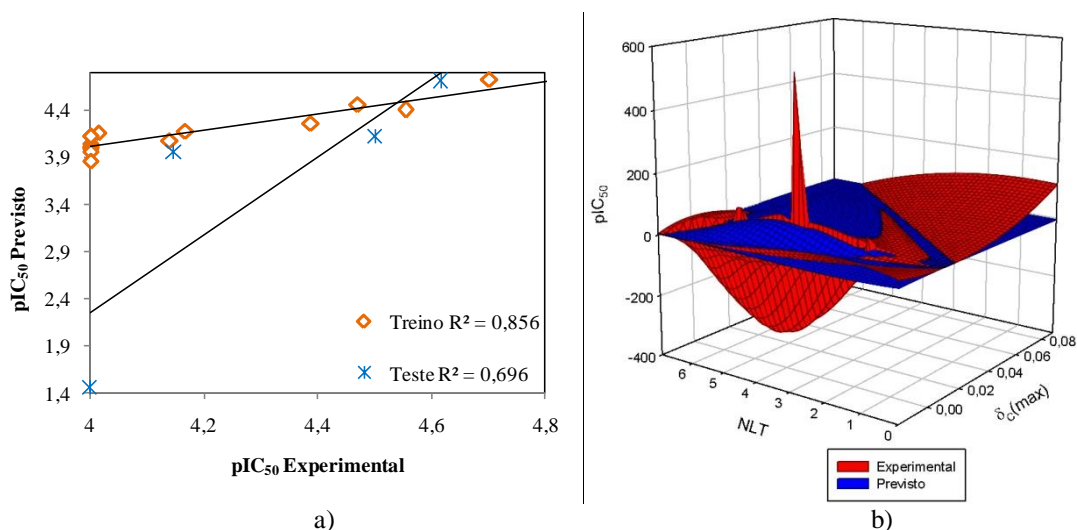 pIC50 Previsto
4,4
3,9
3,4
2,9
2,4
1,9
1,4
4
4,2
4,4
4,6
4,8
pIC50 Experimental
Treino R² = 0,856
Teste R² = 0,696
a)
pIC50
600
400
200
0
-200
-400
6
5
4
3
2
1
0
NLT
0,00
0,02
0,04
0,06
0,08
δC(max)
Experimental
Previsto
b)